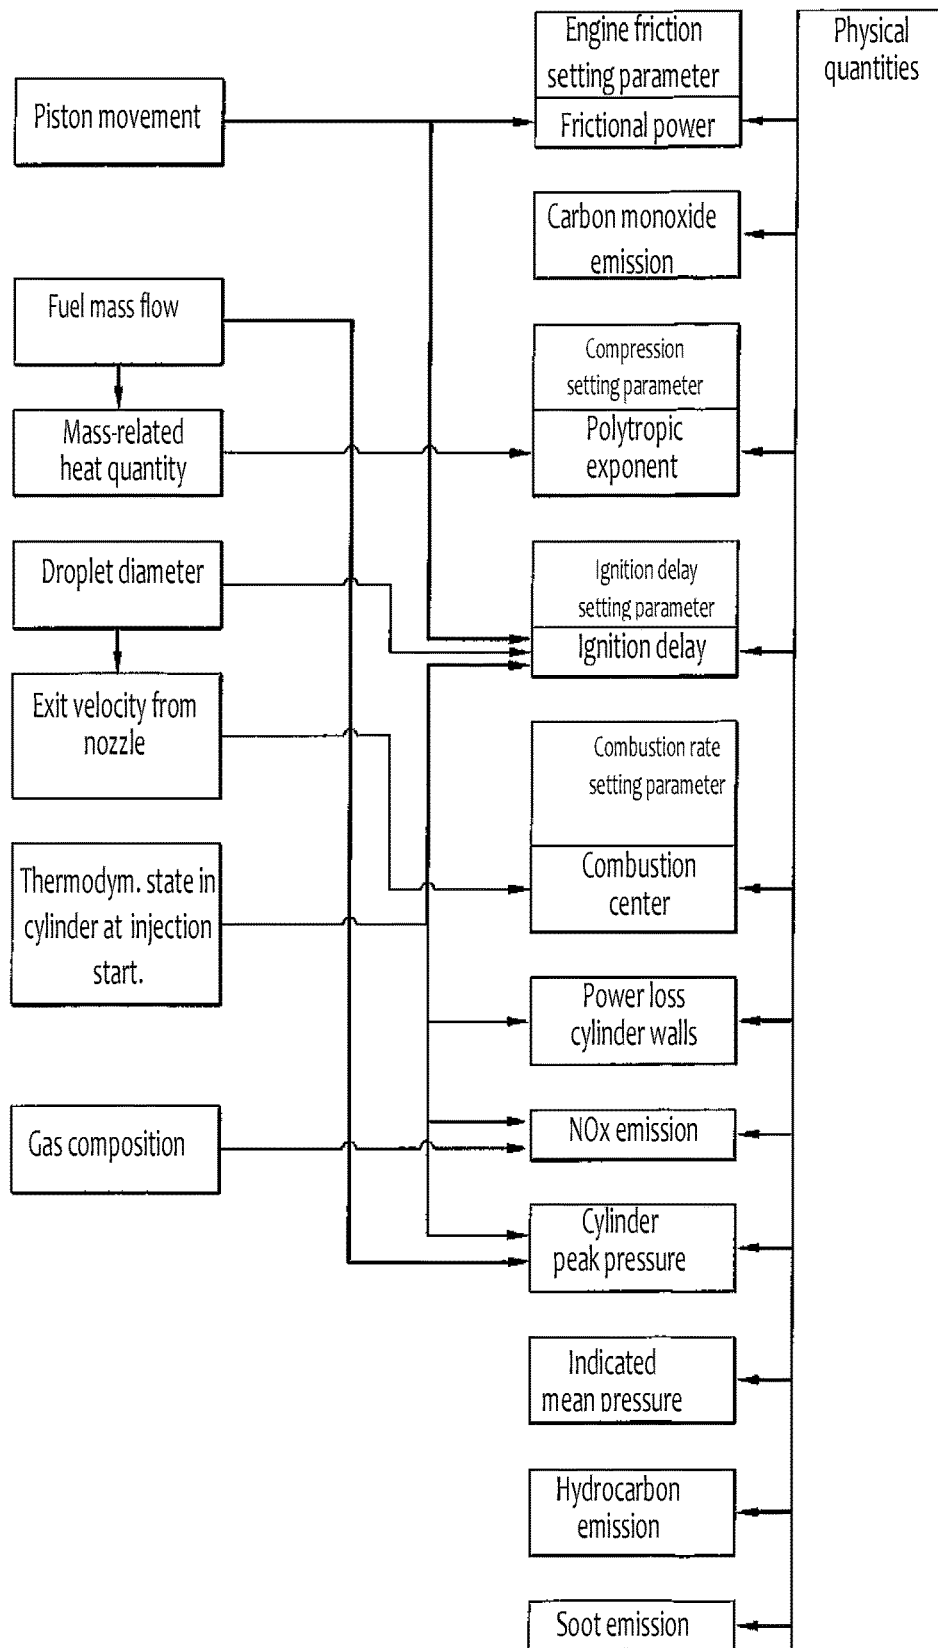 Engine friction
setting parameter
Frictional power
Physical
quantities
Piston movement
Carbon monoxide
emission
Fuel mass flow
Compression
setting parameter
Mass-related
heat quantity
Polytropic
exponent
Droplet diameter
Ignition delay
setting parameter
Ignition delay
Exit velocity from
nozzle
Combustion rate
setting parameter
Thermodym. state in
cylinder at injection
start.
Combustion
center
Power loss
cylinder walls
Gas composition
NOx emission
Cylinder
peak pressure
Indicated
mean pressure
Hydrocarbon
emission
Soot emission